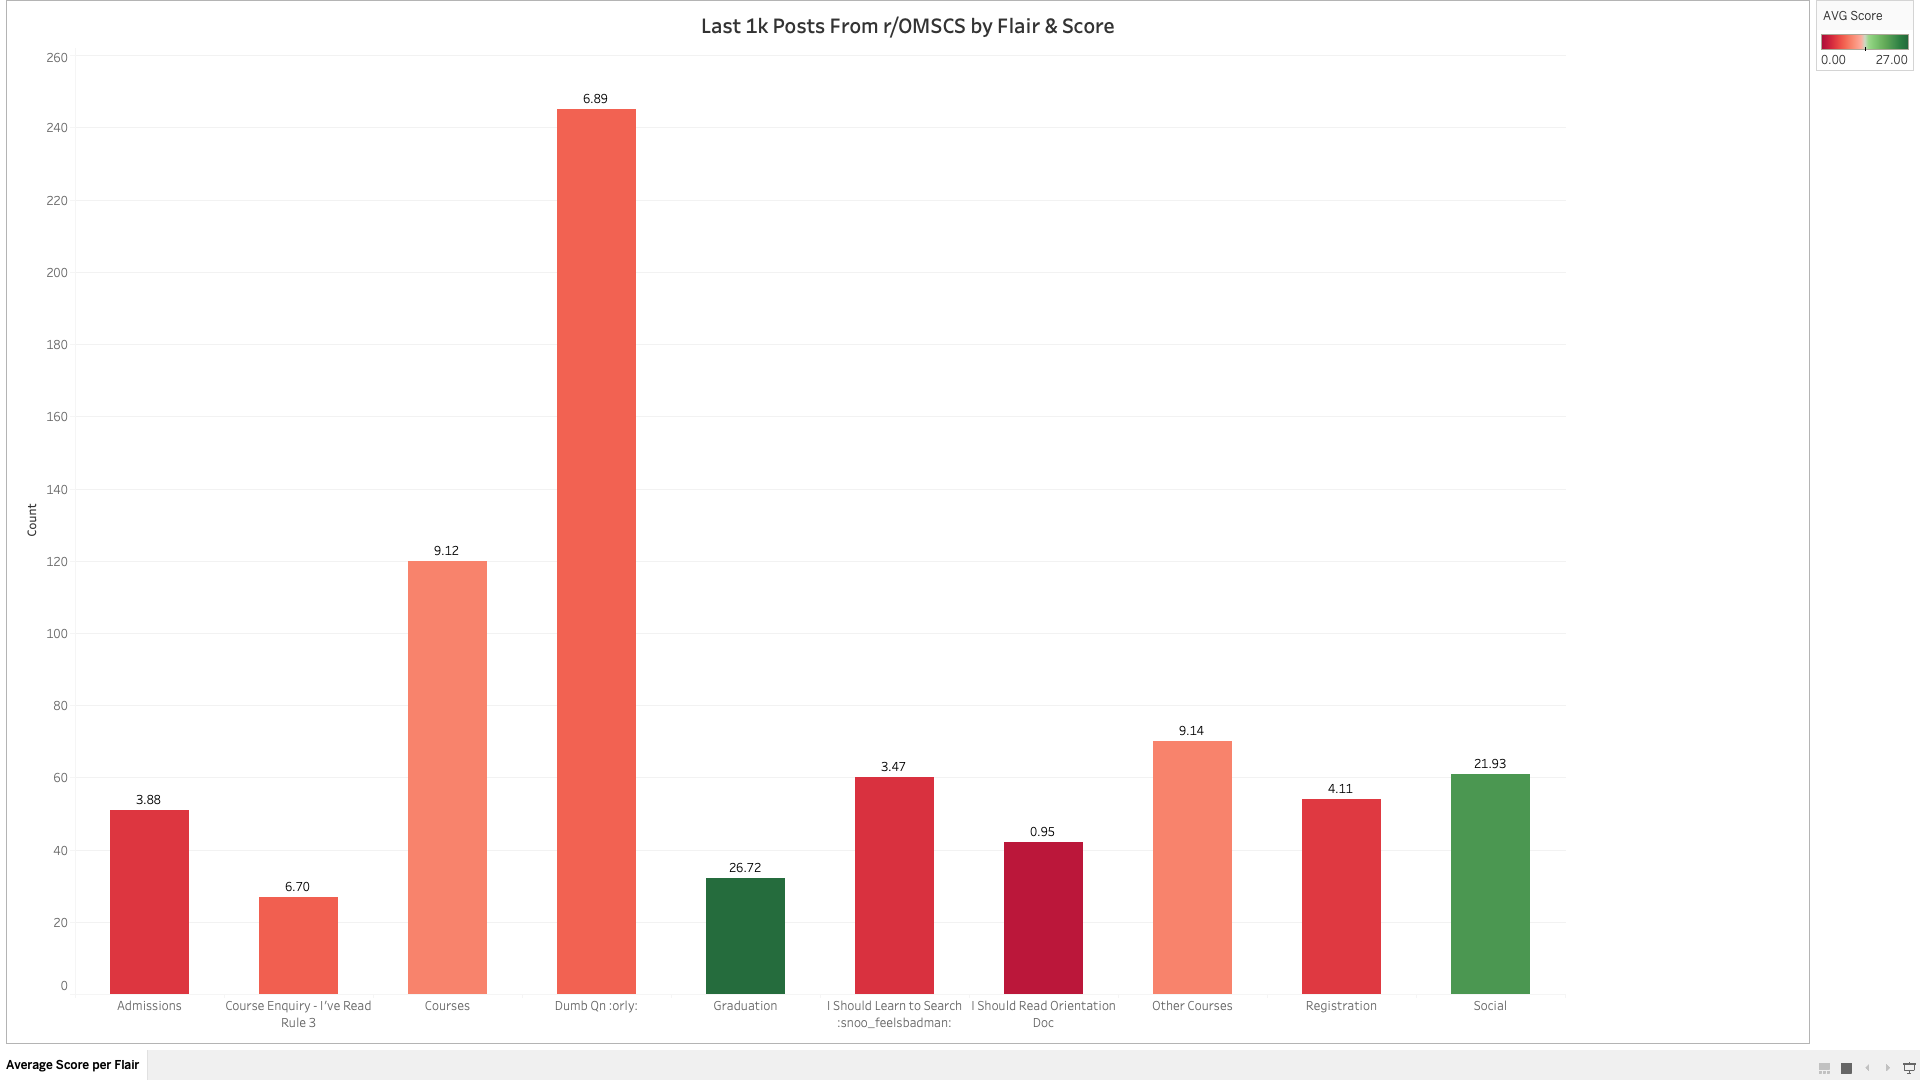 Last 1k Posts From r/OMSCS by Flair & Score
AVG Score
0.00 27.00
260
240
220
200
180
160
140
120
100
80
60
40
20
0
Count
3.88
6.70
9.12
6.89
26.72
3.47
0.95
9.14
4.11
21.93
Admissions
Course Enquiry - I've Read
Rule 3
Courses
Dumb Qn :orly:
Graduation
I Should Learn to Search
:snoo_feelsbadman:
I Should Read Orientation
Doc
Other Courses
Registration
Social
Average Score per Flair